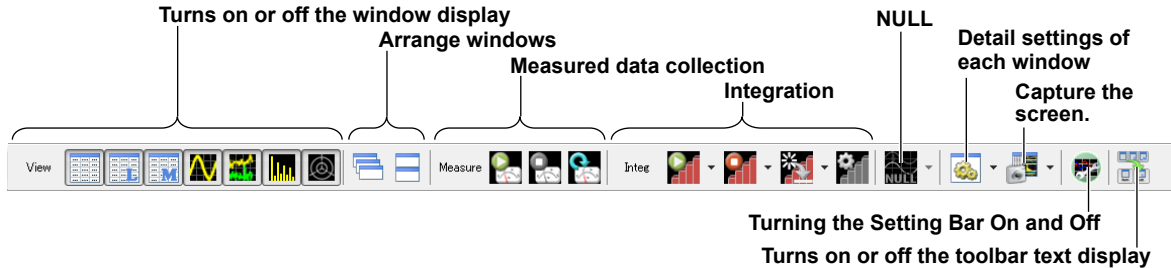 Turns on or off the window display
NULL
Arrange windows
Detail settings of
each window
Measured data collection
Integration
Capture the
screen.
View
L
M
Measure
Integ
NULL
Turning the Setting Bar On and Off
Turns on or off the toolbar text display